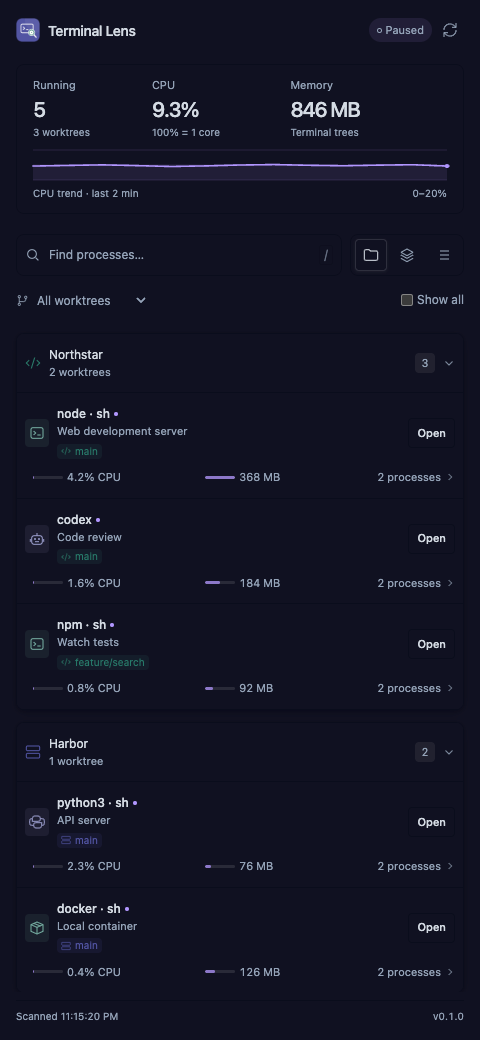 Terminal Lens
Paused
Running CPU Memory
5 9.3% 846 MB
3 worktrees 100% = 1 core Terminal trees
CPU trend · last 2 min 0–20%
Find processes... /
All worktrees Show all
Northstar 3
2 worktrees
node · sh
Web development server Open
main
4.2% CPU 368 MB 2 processes
codex
Code review Open
main
1.6% CPU 184 MB 2 processes
npm · sh
Watch tests Open
feature/search
0.8% CPU 92 MB 2 processes
Harbor 2
1 worktree
python3 · sh
API server Open
main
2.3% CPU 76 MB 2 processes
docker · sh
Local container Open
main
0.4% CPU 126 MB 2 processes
Scanned 11:15:20 PM v0.1.0